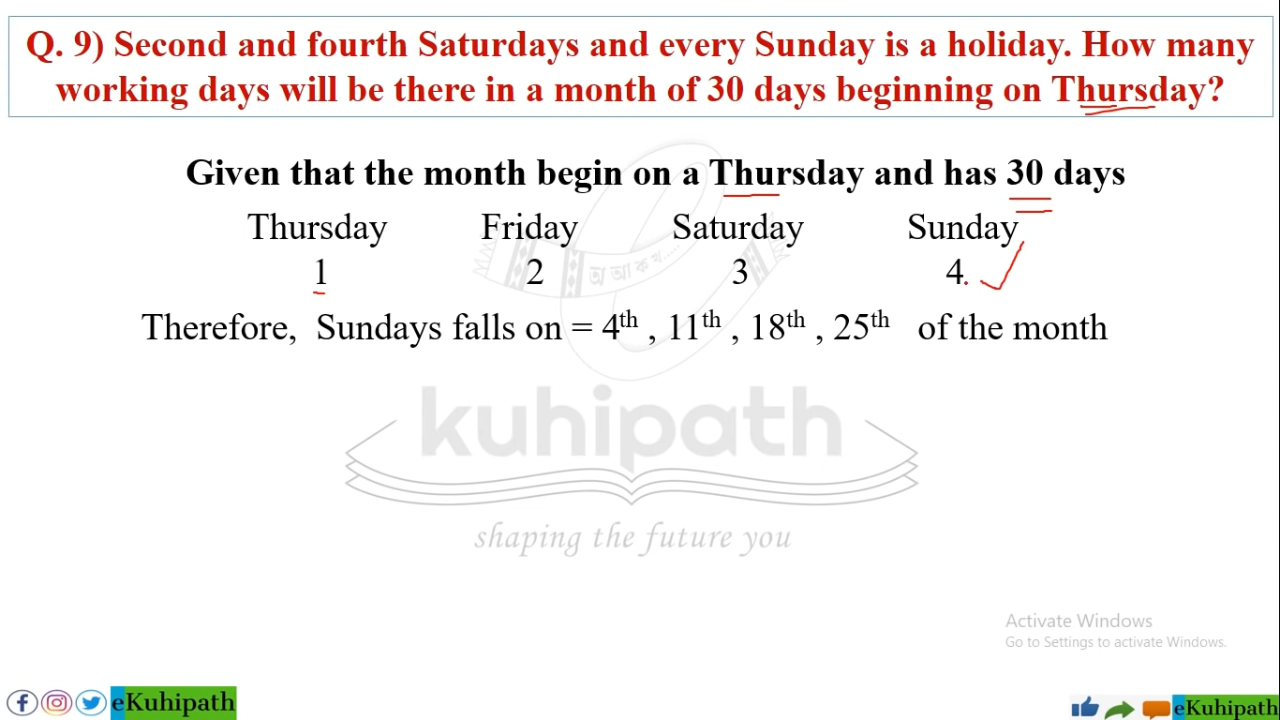 Q. 9) Second and fourth Saturdays and every Sunday is a holiday. How many
working days will be there in a month of 30 days beginning on Thursday?
Given that the month begin on a Thursday and has 30 days
Thursday Friday Saturday Sunday
1 2 3 4.
Therefore, Sundays falls on = 4th , 11th , 18th , 25th of the month
অ আ ক খ...
kuhipath
shaping the future you
Activate Windows
Go to Settings to activate Windows.
eKuhipath
eKuhipath